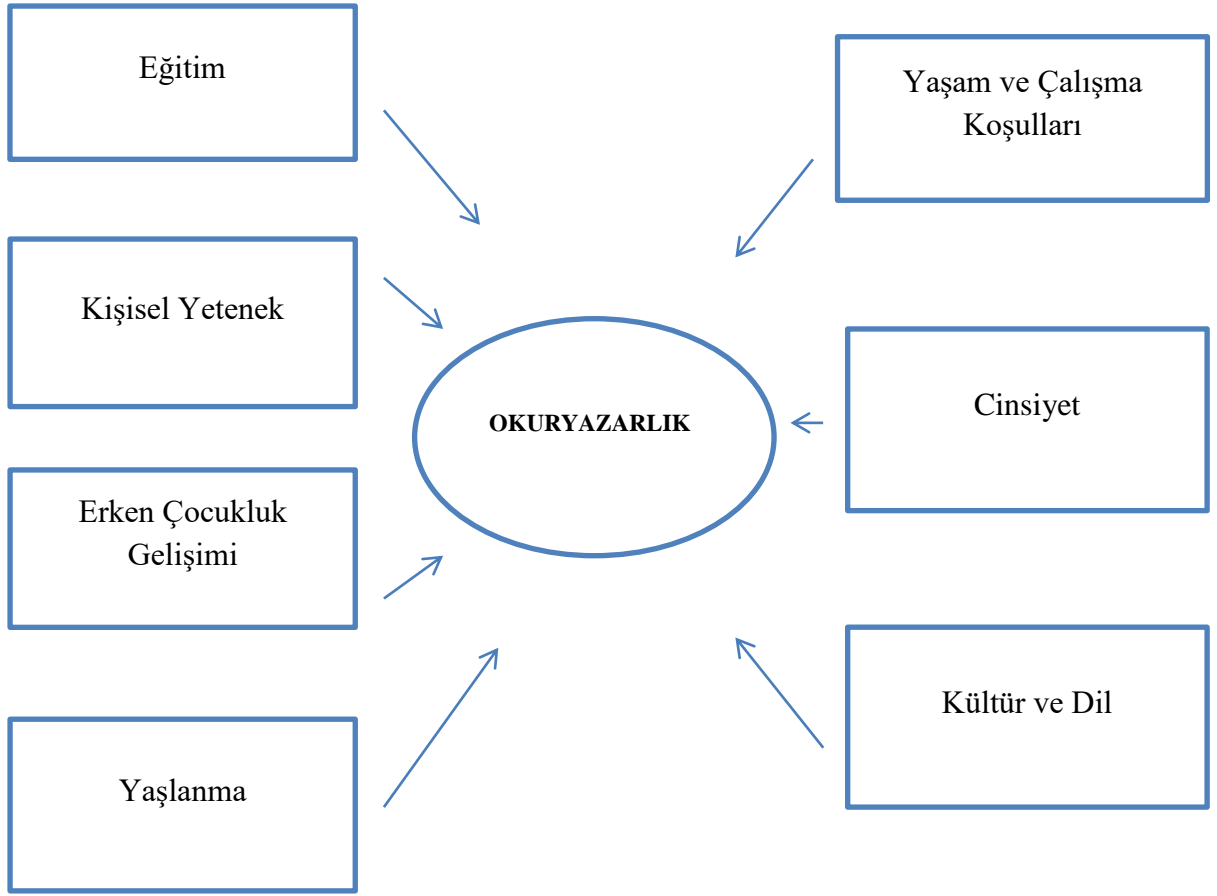 Eğitim
Yaşam ve Çalışma
Koşulları
Kişisel Yetenek
OKURYAZARLIK
Cinsiyet
Erken Çocukluk
Gelişimi
Kültür ve Dil
Yaşlanma